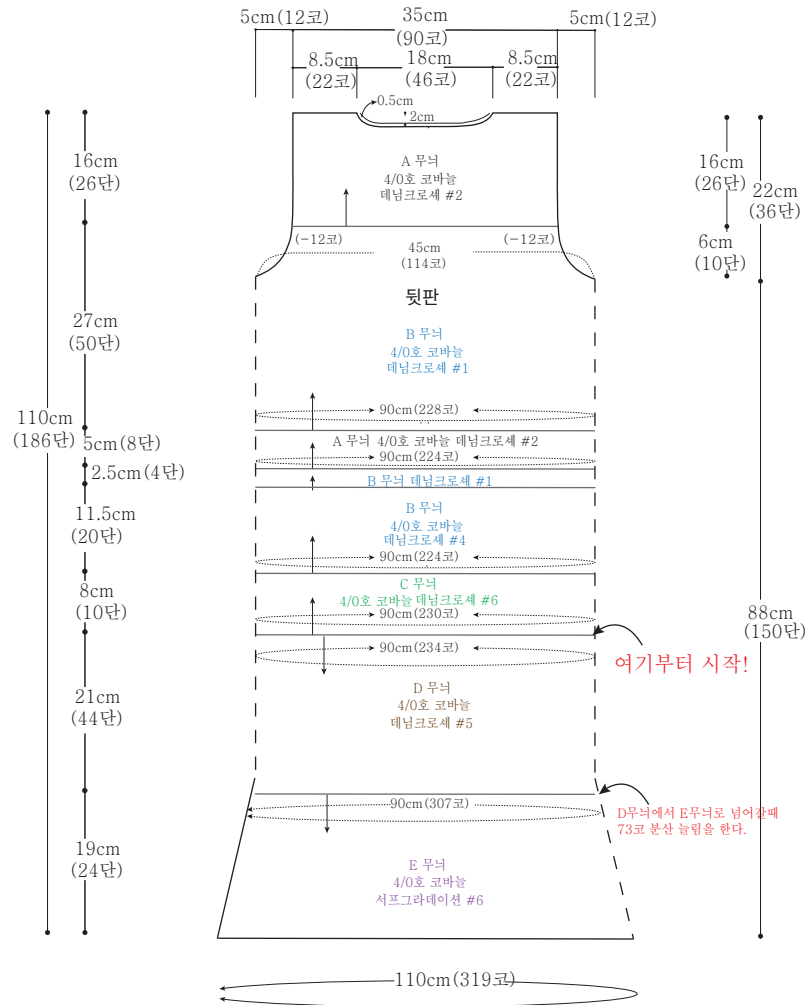 5cm(12코)
35cm
(90코)
5cm(12코)
8.5cm
(22코)
18cm
(46코)
8.5cm
(22코)
0.5cm
2cm
16cm
(26단)
A 무늬
4/0호 코바늘
데님크로셰 #2
16cm
(26단)
22cm
(36단)
(-12코)
45cm
(114코)
(-12코)
6cm
(10단)
뒷판
27cm
(50단)
B 무늬
4/0호 코바늘
데님크로셰 #1
110cm
(186단)
90cm(228코)
5cm(8단)
A 무늬 4/0호 코바늘 데님크로셰 #2
90cm(224코)
2.5cm(4단)
B 무늬 데님크로셰 #1
11.5cm
(20단)
B 무늬
4/0호 코바늘
데님크로셰 #4
90cm(224코)
8cm
(10단)
C 무늬
4/0호 코바늘 데님크로셰 #6
90cm(230코)
88cm
(150단)
90cm(234코)
여기부터 시작!
21cm
(44단)
D 무늬
4/0호 코바늘
데님크로셰 #5
90cm(307코)
D무늬에서 E무늬로 넘어갈때
73코 분산 늘림을 한다.
19cm
(24단)
E 무늬
4/0호 코바늘
서프그라데이션 #6
110cm(319코)